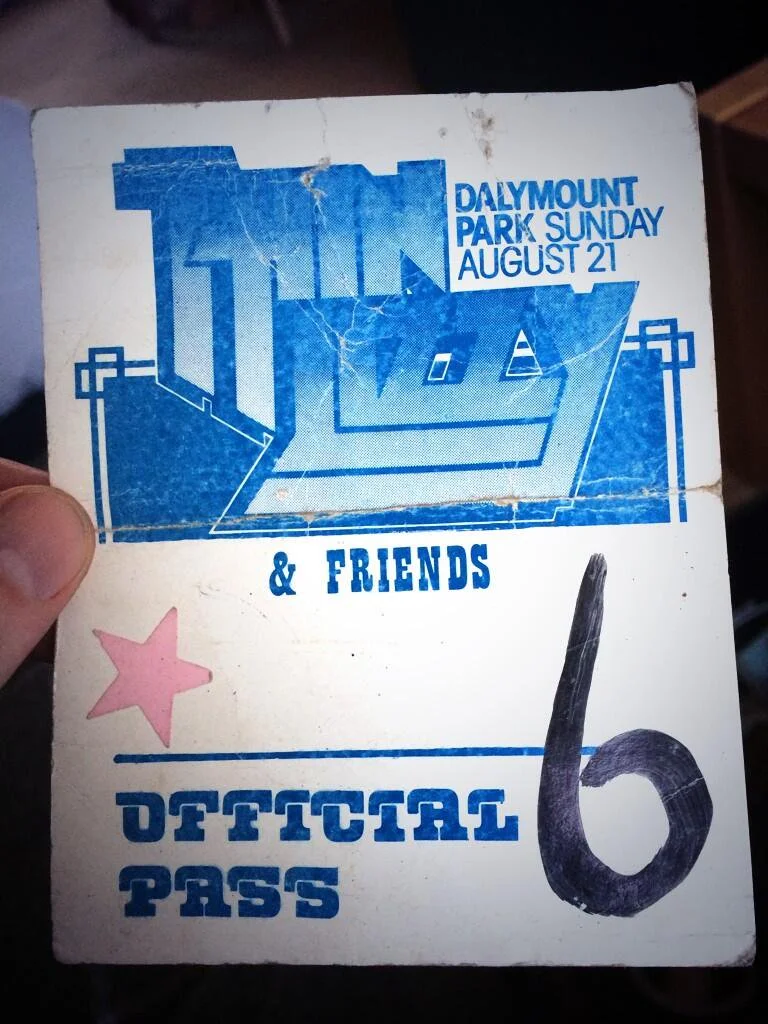 THIN
LIZZY
DALYMOUNT
PARK SUNDAY
AUGUST 21
& FRIENDS
OFFICIAL
PASS
6